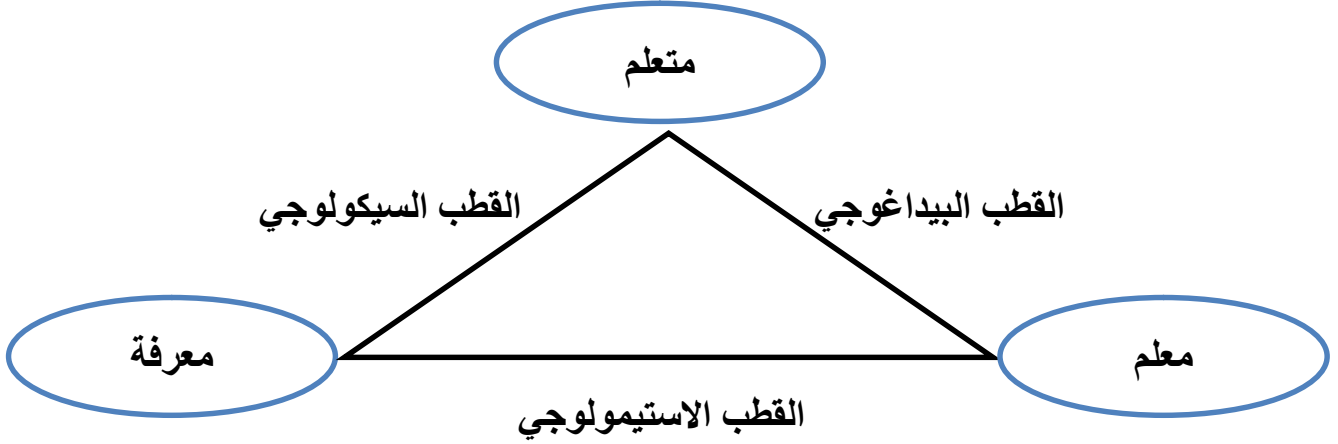 متعلم
القطب البيداغوجي
القطب السيكولوجي
معلم
معرفة
القطب الاستيمولوجي